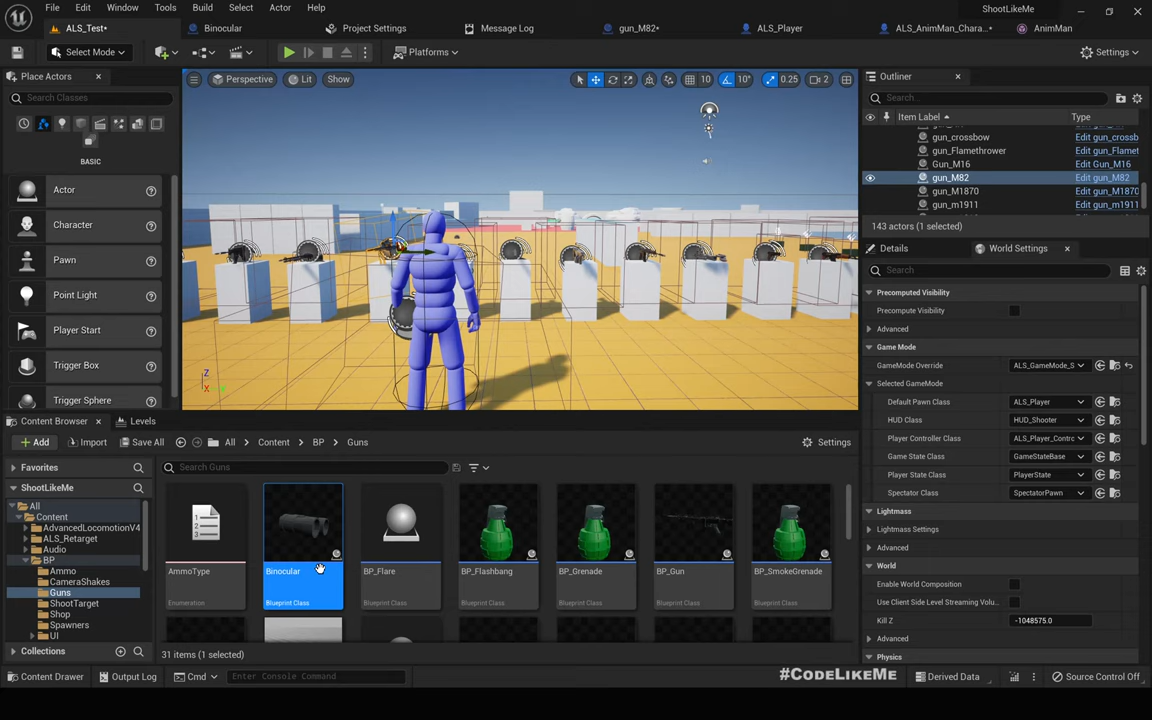 File Edit Window Tools Build Select Actor Help
ShootLikeMe
ALS_Test* Binocular Project Settings Message Log gun_M82* ALS_Player ALS_AnimMan_Chara... AnimMan
Select Mode Platforms Settings
Place Actors
Search Classes
BASIC
Actor
Character
Pawn
Point Light
Player Start
Trigger Box
Trigger Sphere
Perspective Lit Show 10 10° 0.25 2
Z
X
Outliner
Search...
Item Label Type
gun_crossbow Edit gun_crossb
gun_Flamethrower Edit gun_Flamet
Gun_M16 Edit Gun_M16
gun_M82 Edit gun_M82
gun_M1870 Edit gun_M1870
gun_m1911 Edit gun_m1911
143 actors (1 selected)
Details World Settings
Search
Precomputed Visibility
Precompute Visibility
Advanced
Game Mode
GameMode Override ALS_GameMode_S
Selected GameMode
Default Pawn Class ALS_Player
HUD Class HUD_Shooter
Player Controller Class ALS_Player_Contrc
Game State Class GameStateBase
Player State Class PlayerState
Spectator Class SpectatorPawn
Lightmass
Lightmass Settings
Advanced
World
Enable World Composition
Use Client Side Level Streaming Volu...
Kill Z -1048575.0
Advanced
Physics
Content Browser Levels
Add Import Save All All Content BP Guns Settings
Favorites
ShootLikeMe
All
Content
AdvancedLocomotionV4
ALS_Retarget
Audio
BP
Ammo
CameraShakes
Guns
ShootTarget
Shop
Spawners
UI
Collections
Search Guns
AmmoType
Enumeration
Binocular
Blueprint Class
BP_Flare
Blueprint Class
BP_Flashbang
Blueprint Class
BP_Grenade
Blueprint Class
BP_Gun
Blueprint Class
BP_SmokeGrenade
Blueprint Class
31 items (1 selected)
#CODELIKEME
Content Drawer Output Log Cmd Enter Console Command Derived Data Source Control Off